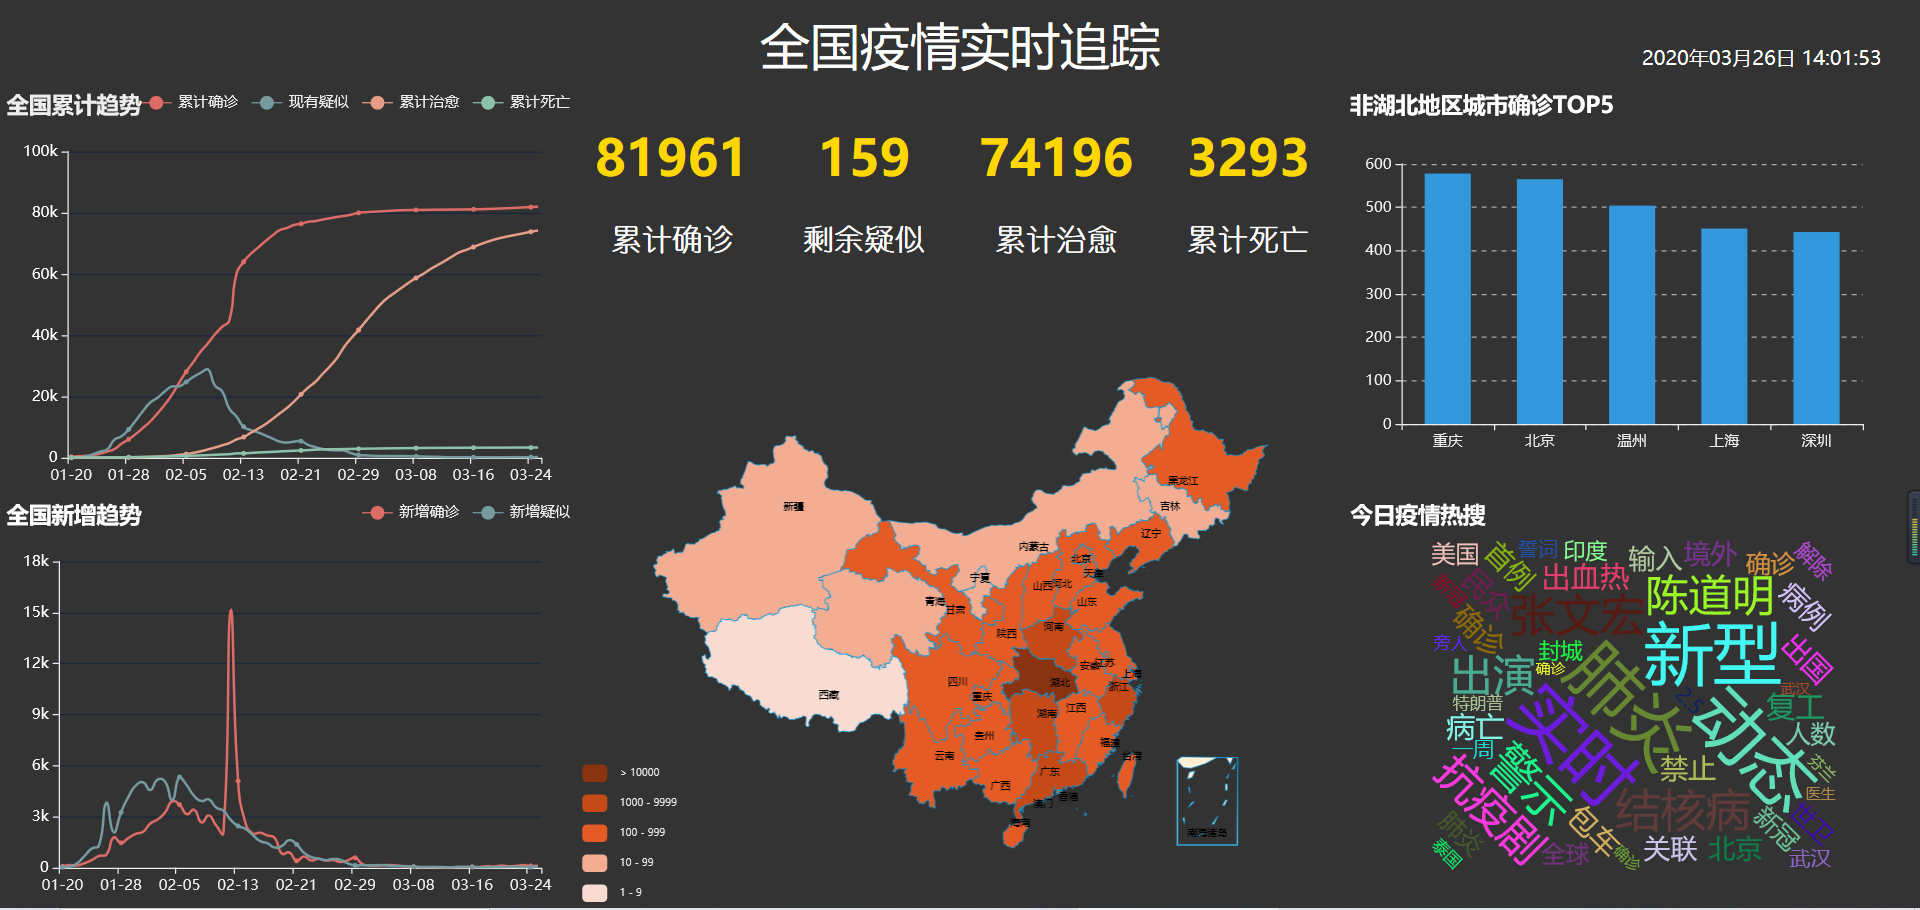 全国疫情实时追踪
2020年03月26日 14:01:53
全国累计趋势
累计确诊 现有疑似 累计治愈 累计死亡
100k
80k
60k
40k
20k
0
01-20 01-28 02-05 02-13 02-21 02-29 03-08 03-16 03-24
全国新增趋势
新增确诊 新增疑似
18k
15k
12k
9k
6k
3k
0
01-20 01-28 02-05 02-13 02-21 02-29 03-08 03-16 03-24
81961 159 74196 3293
累计确诊 剩余疑似 累计治愈 累计死亡
黑龙江
新疆
吉林
辽宁
内蒙古
北京
天津
宁夏
山西
河北
青海
甘肃
山东
陕西
河南
安徽
江苏
上海
四川
湖北
浙江
西藏
重庆
湖南
江西
贵州
福建
云南
台湾
广西
广东
澳门
香港
海南
南海诸岛
> 10000
1000 - 9999
100 - 999
10 - 99
1 - 9
非湖北地区城市确诊TOP5
600
500
400
300
200
100
0
重庆 北京 温州 上海 深圳
今日疫情热搜
美国
首例
誓词
印度
输入
境外
确诊
解除
民众
出血热
陈道明
病例
确诊
张文宏
旁人
封城
新型
出国
出演
确诊
肺炎
2.5
武汉
特朗普
复工
病亡
实时
动态
人数
一周
警示
禁止
芬兰
抗疫剧
医生
结核病
世卫
肺炎
包车
新冠
泰国
全球
确诊
关联
北京
武汉